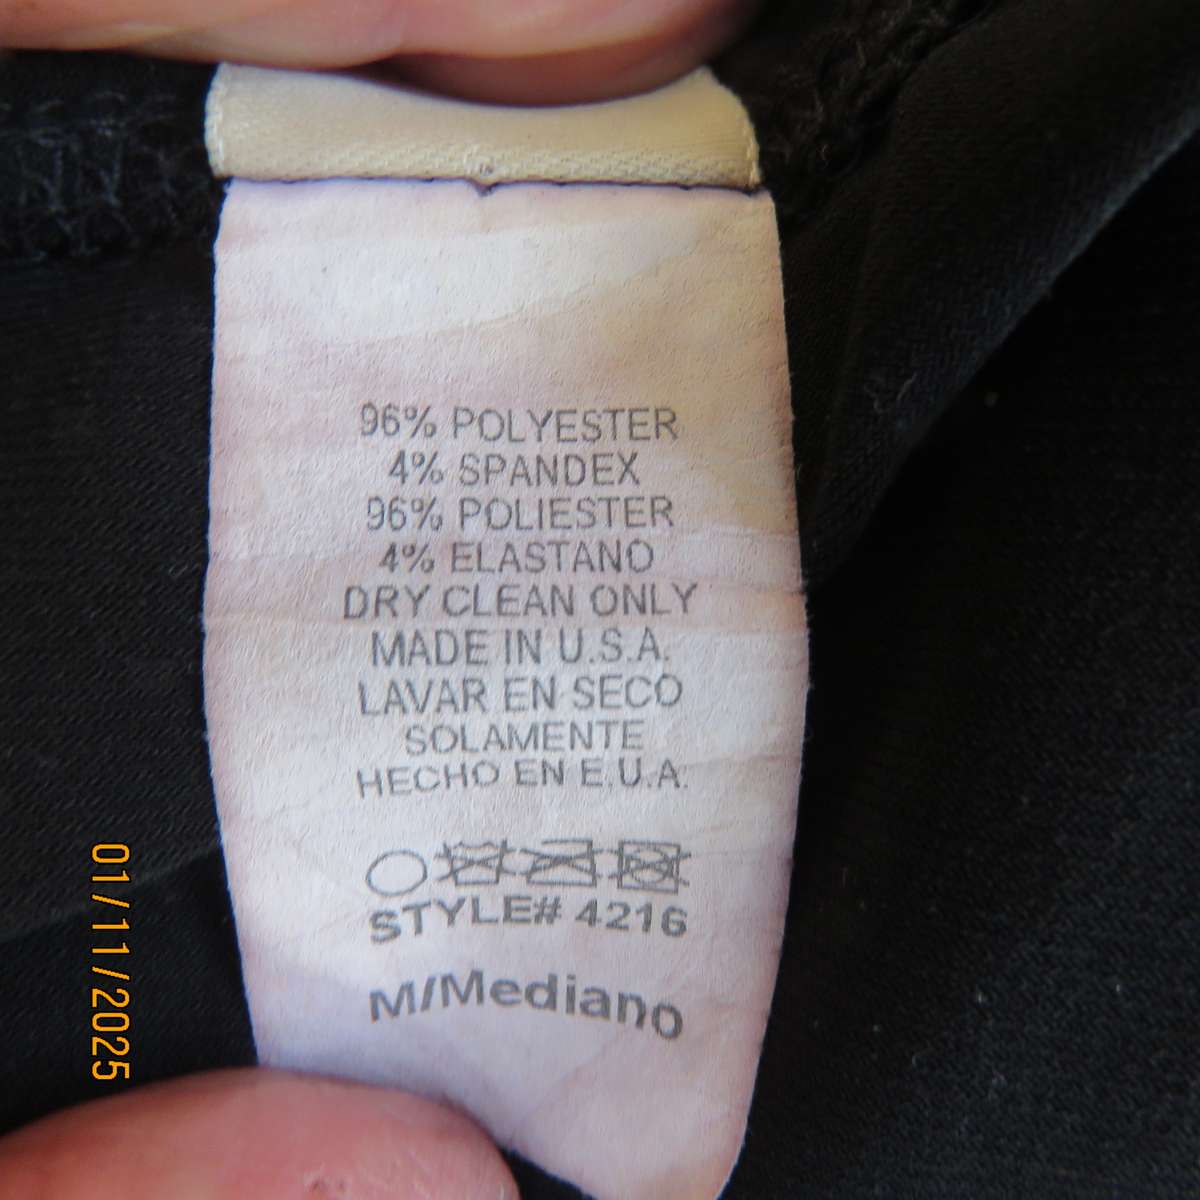 96% POLYESTER
4% SPANDEX
96% POLIESTER
4% ELASTANO
DRY CLEAN ONLY
MADE IN U.S.A.
LAVAR EN SECO
SOLAMENTE
HECHO EN E.U.A.
STYLE# 4216
M/Mediano
01/11/2025